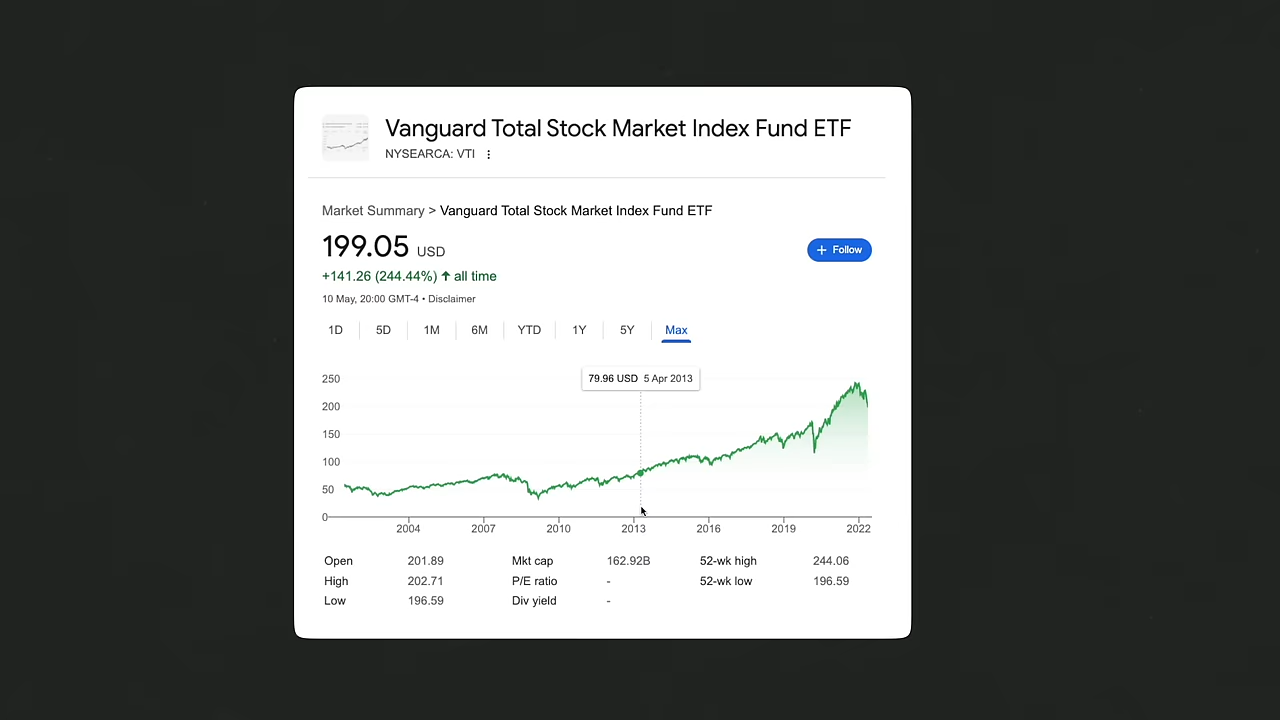 Vanguard Total Stock Market Index Fund ETF
NYSEARCA: VTI
Market Summary > Vanguard Total Stock Market Index Fund ETF
199.05 USD
+ Follow
+141.26 (244.44%) ↑ all time
10 May, 20:00 GMT-4 • Disclaimer
1D 5D 1M 6M YTD 1Y 5Y Max
79.96 USD 5 Apr 2013
250
200
150
100
50
0
2004 2007 2010 2013 2016 2019 2022
Open 201.89 Mkt cap 162.92B 52-wk high 244.06
High 202.71 P/E ratio - 52-wk low 196.59
Low 196.59 Div yield -